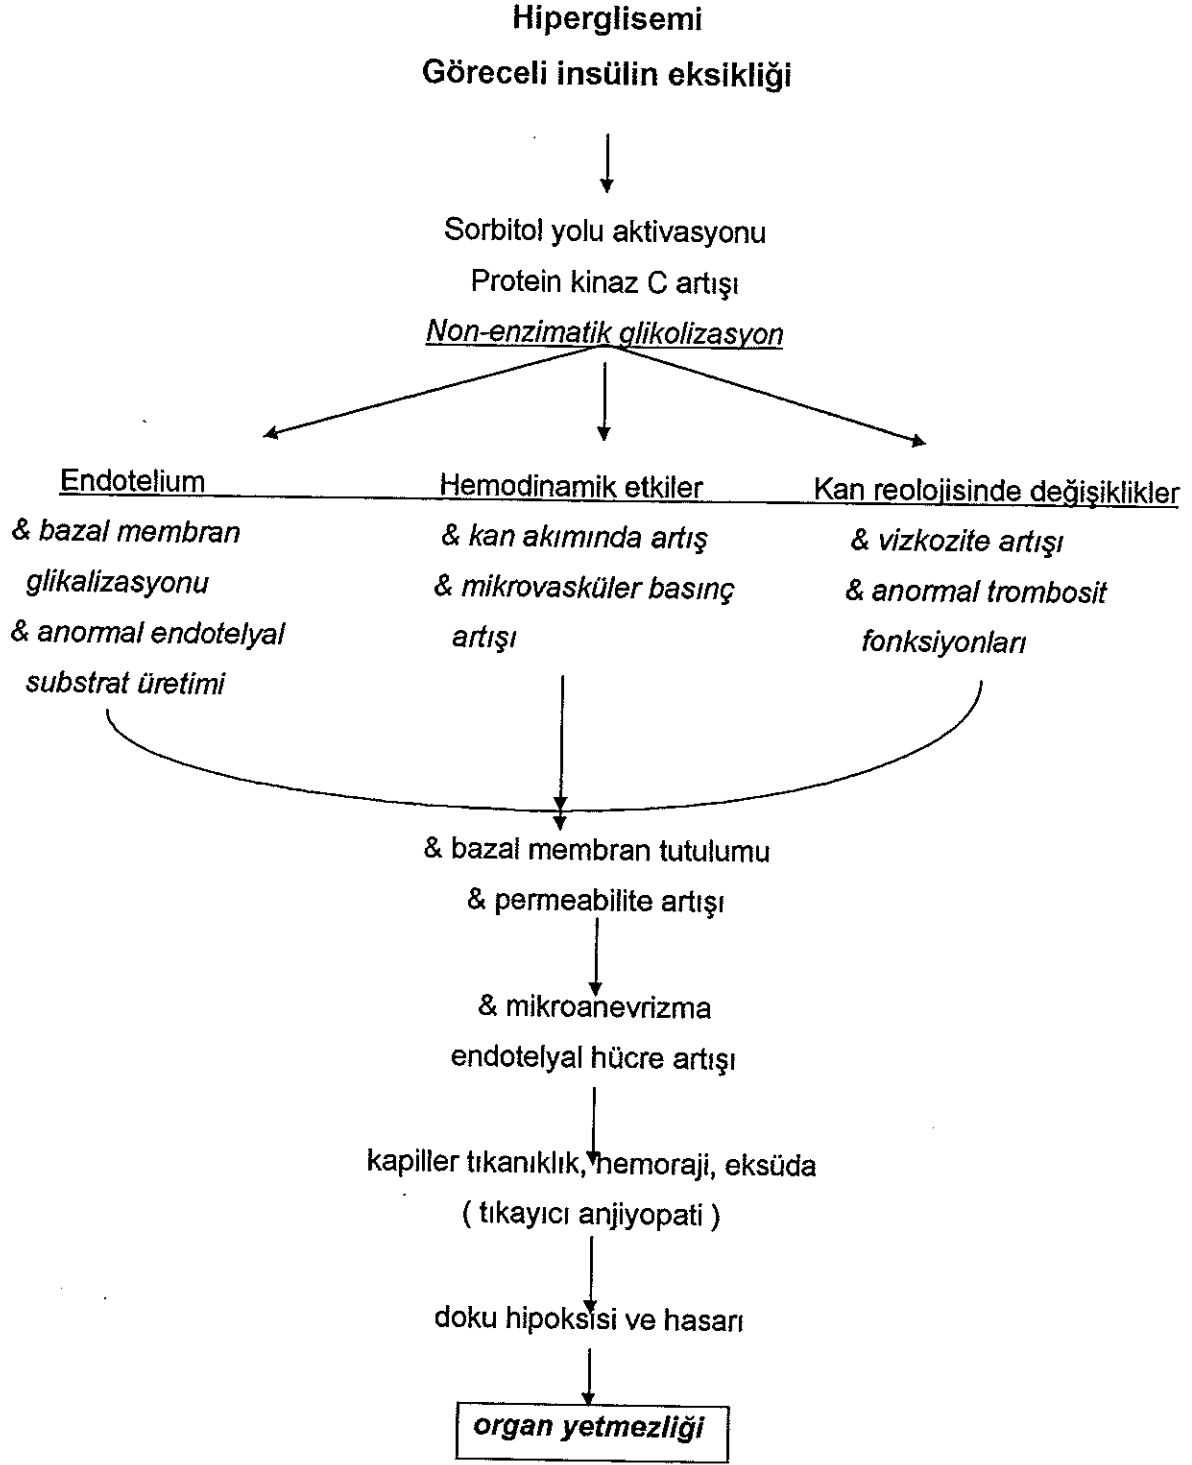 Hiperglisemi
Göreceli insülin eksikliği
Sorbitol yolu aktivasyonu
Protein kinaz C artışı
Non-enzimatik glikolizasyon
Endotelium
& bazal membran
glikalizasyonu
& anormal endotelyal
substrat üretimi
Hemodinamik etkiler
& kan akımında artış
& mikrovasküler basınç
artışı
Kan reolojisinde değişiklikler
& vizkozite artışı
& anormal trombosit
fonksiyonları
& bazal membran tutulumu
& permeabilite artışı
& mikroanevrizma
endotelyal hücre artışı
kapiller tıkanıklık, hemoraji, eksüda
( tıkayıcı anjiyopati )
doku hipoksisi ve hasarı
organ yetmezliği